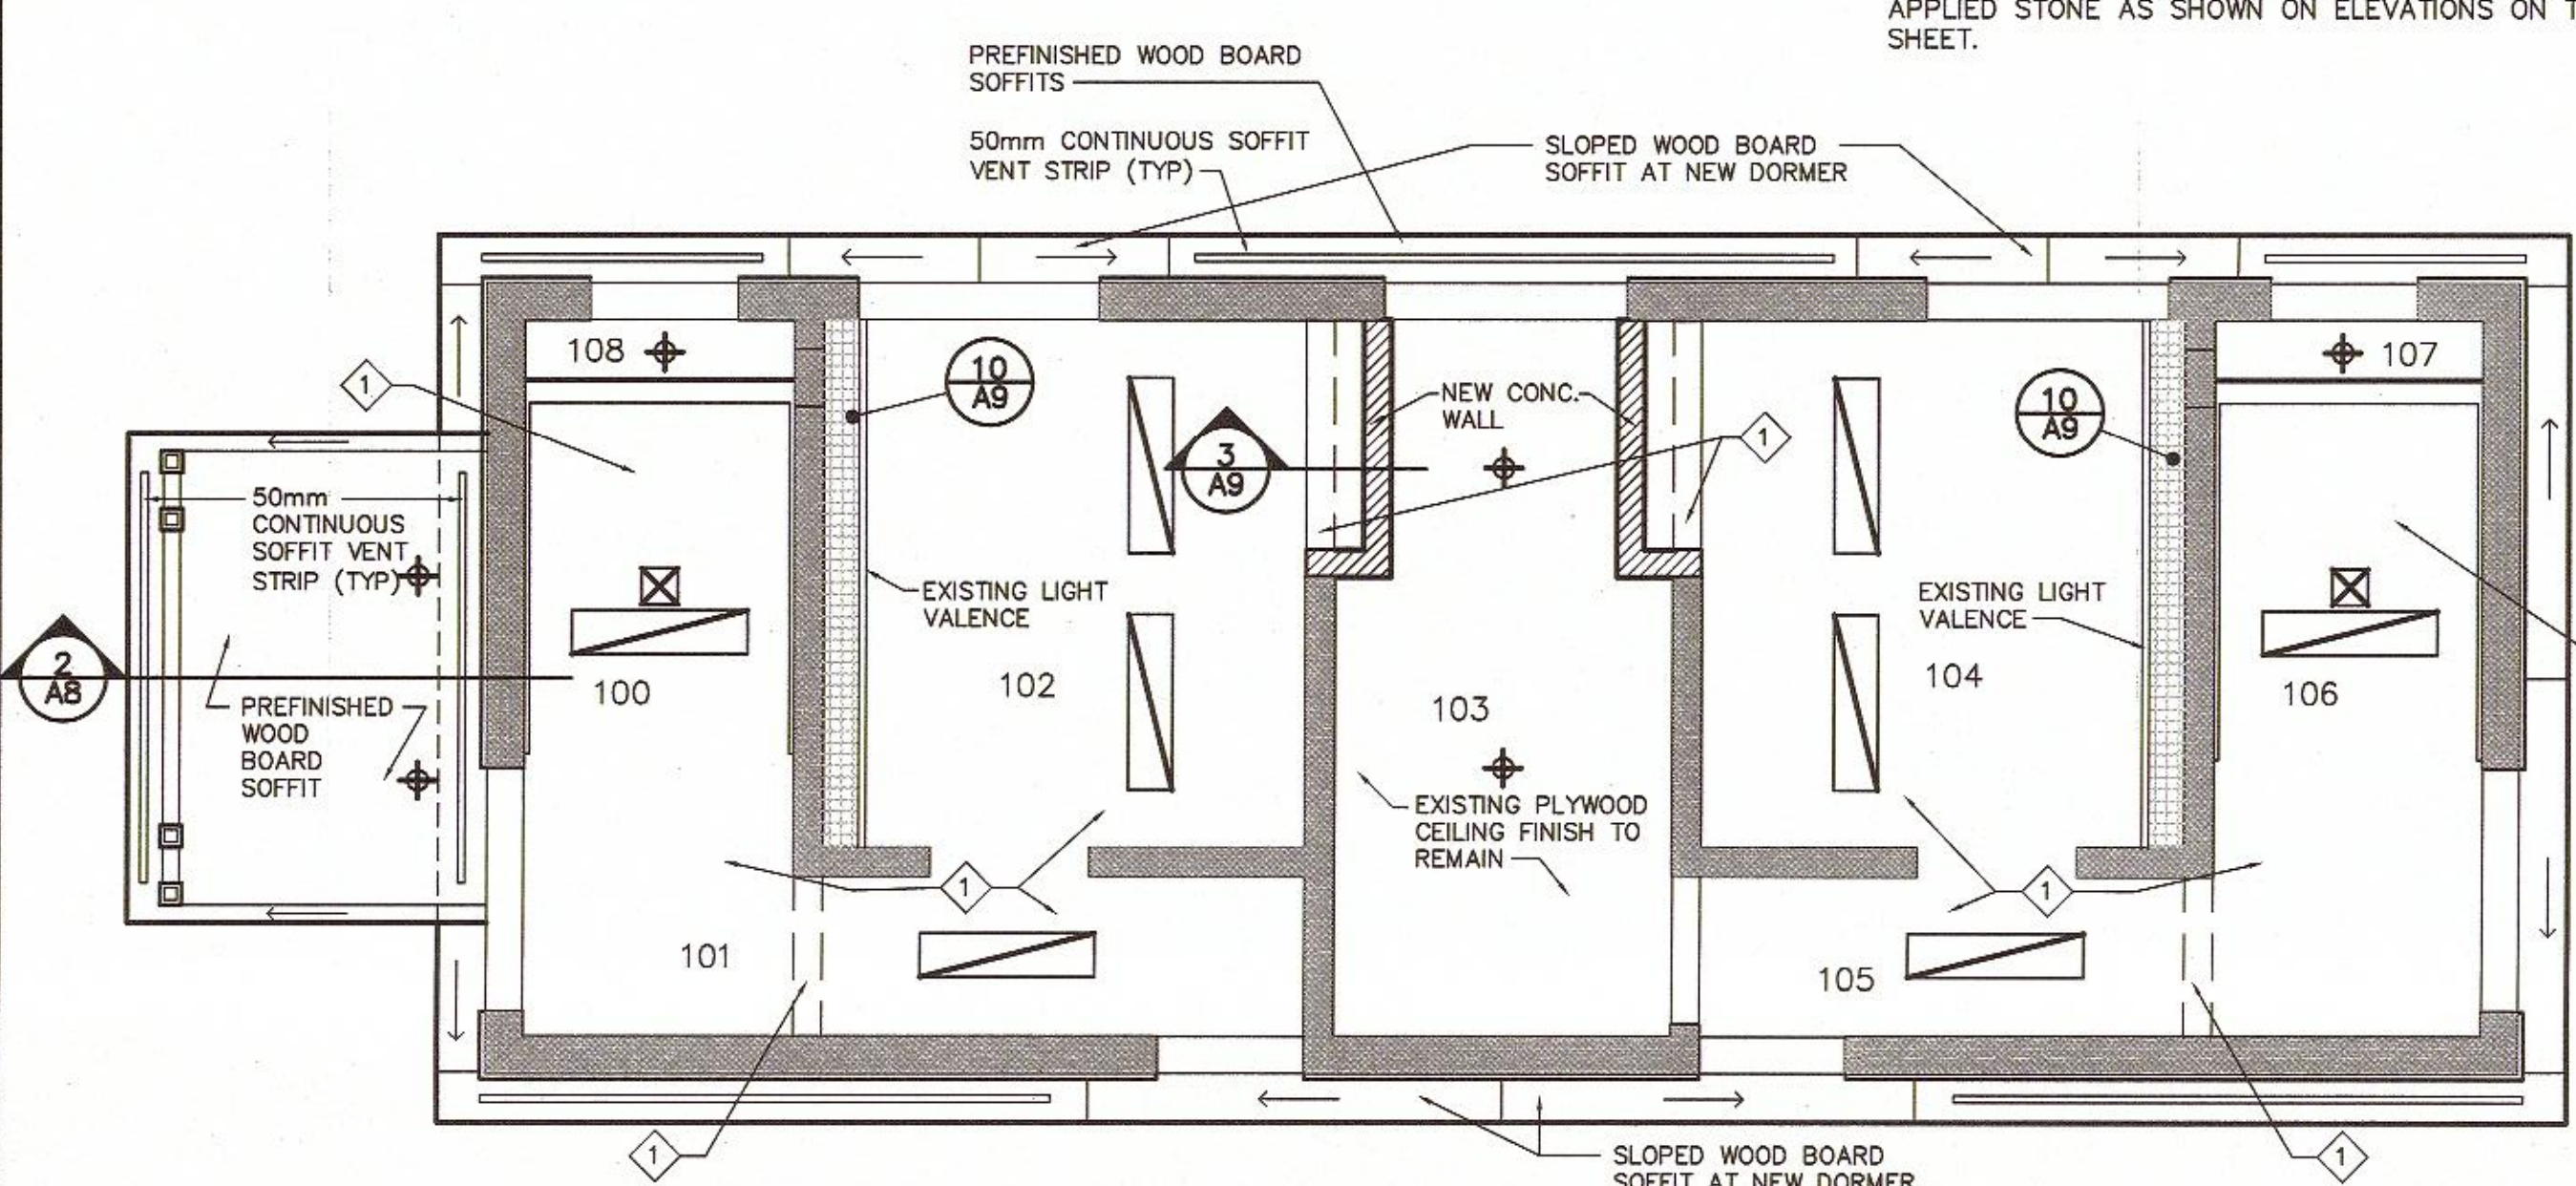 APPLIED STONE AS SHOWN ON ELEVATIONS ON
SHEET.
PREFINISHED WOOD BOARD
SOFFITS
50mm CONTINUOUS SOFFIT
VENT STRIP (TYP)
SLOPED WOOD BOARD
SOFFIT AT NEW DORMER
108
107
1
10
A9
NEW CONC.
WALL
1
10
A9
3
A9
50mm
CONTINUOUS
SOFFIT VENT
STRIP (TYP)
EXISTING LIGHT
VALENCE
EXISTING LIGHT
VALENCE
2
A8
100
102
103
104
106
PREFINISHED
WOOD
BOARD
SOFFIT
EXISTING PLYWOOD
CEILING FINISH TO
REMAIN
1
1
101
105
1
1
SLOPED WOOD BOARD
SOFFIT AT NEW DORMER